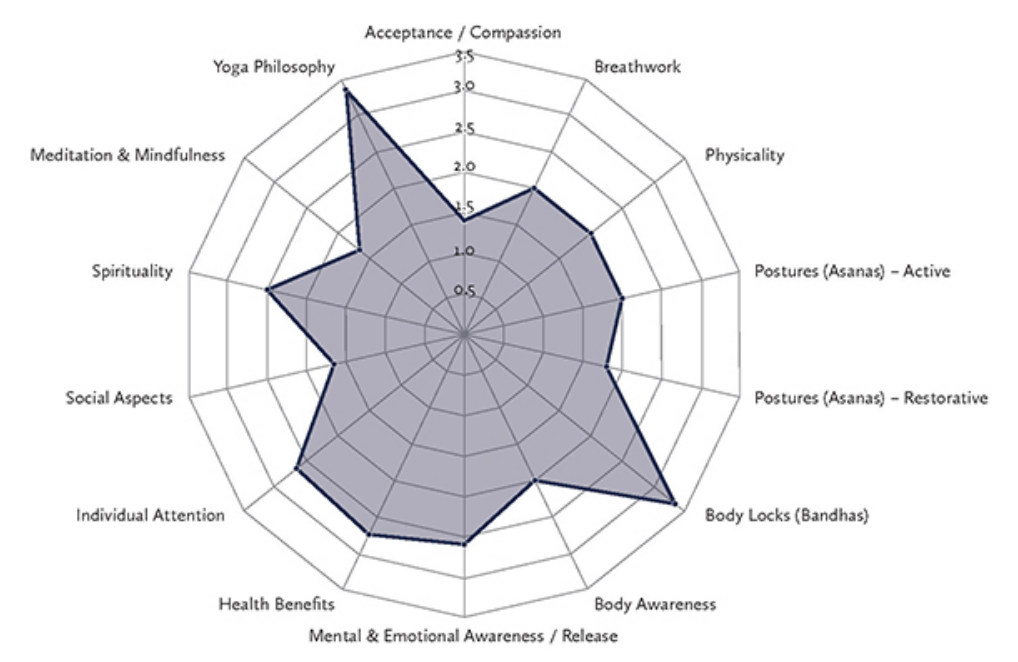 Acceptance / Compassion
3.5
Yoga Philosophy
Breathwork
3.0
2.5
Meditation & Mindfulness
Physicality
2.0
1.5
1.0
Spirituality
Postures (Asanas) – Active
0.5
Social Aspects
Postures (Asanas) – Restorative
Individual Attention
Body Locks (Bandhas)
Health Benefits
Body Awareness
Mental & Emotional Awareness / Release